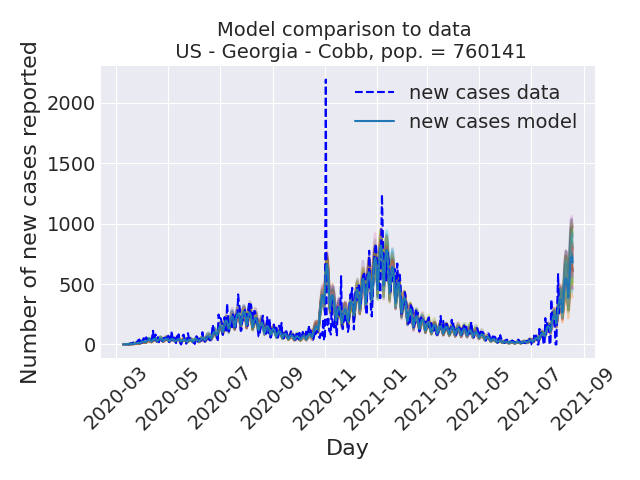 Model comparison to data
US - Georgia - Cobb, pop. = 760141
Number of new cases reported
2000
1500
1000
500
0
new cases data
new cases model
2020-03
2020-05
2020-07
2020-09
2020-11
2021-01
2021-03
2021-05
2021-07
2021-09
Day